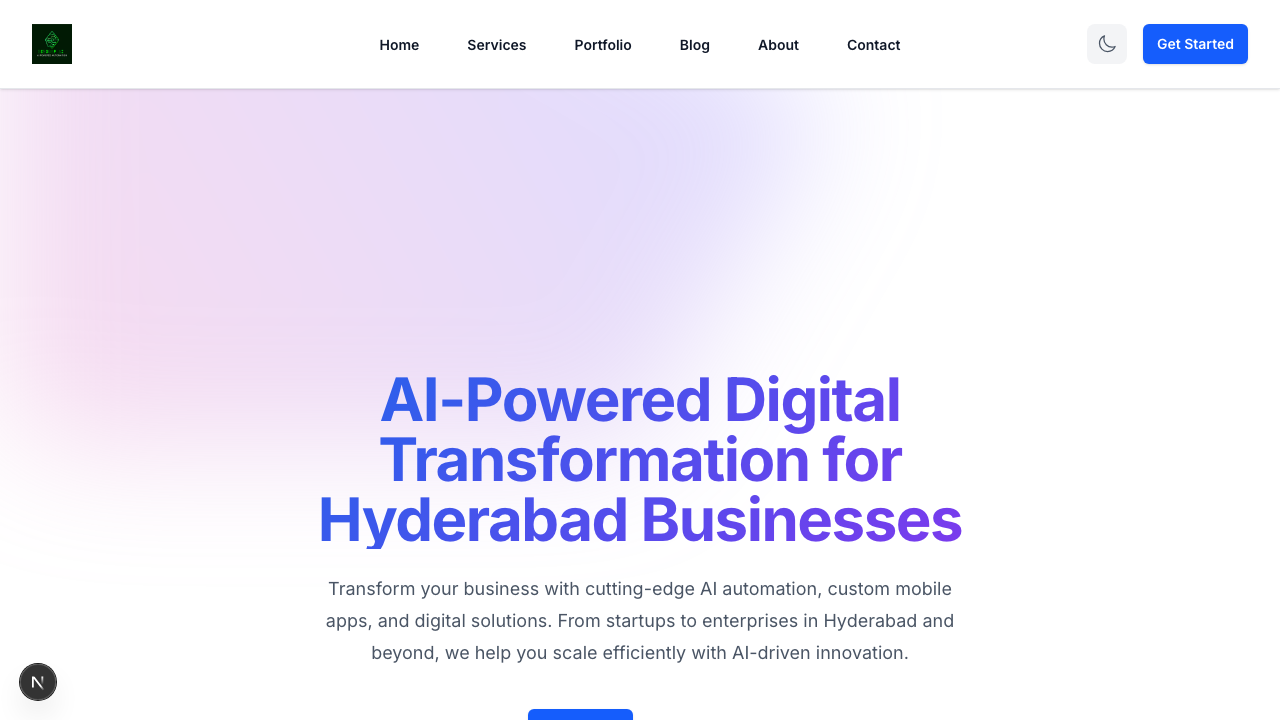 Home
Services
Portfolio
Blog
About
Contact
Get Started
AI-Powered Digital
Transformation for
Hyderabad Businesses
Transform your business with cutting-edge AI automation, custom mobile
apps, and digital solutions. From startups to enterprises in Hyderabad and
beyond, we help you scale efficiently with AI-driven innovation.
N